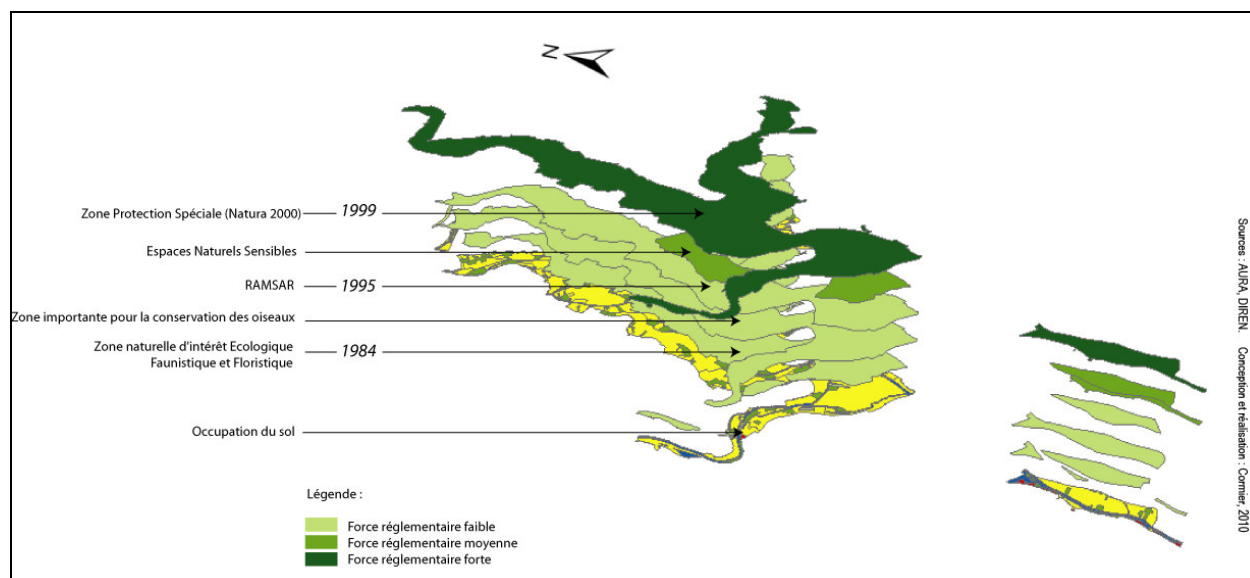 N
Zone Protection Spéciale (Natura 2000)
1999
Espaces Naturels Sensibles
RAMSAR
1995
Zone importante pour la conservation des oiseaux
Zone naturelle d'intérêt Ecologique
Faunistique et Floristique
1984
Occupation du sol
Légende :
Force réglementaire faible
Force réglementaire moyenne
Force réglementaire forte
Sources : AURA, DIREN. Conception et réalisation : Cormier, 2010